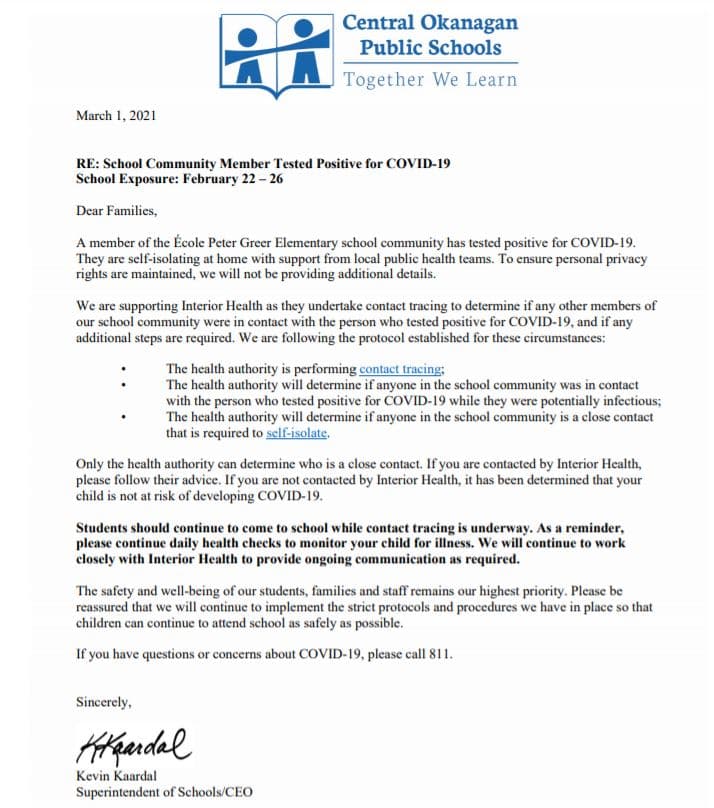 Central Okanagan
Public Schools
Together We Learn
March 1, 2021
RE: School Community Member Tested Positive for COVID-19
School Exposure: February 22 – 26
Dear Families,
A member of the École Peter Greer Elementary school community has tested positive for COVID-19.
They are self-isolating at home with support from local public health teams. To ensure personal privacy
rights are maintained, we will not be providing additional details.
We are supporting Interior Health as they undertake contact tracing to determine if any other members of
our school community were in contact with the person who tested positive for COVID-19, and if any
additional steps are required. We are following the protocol established for these circumstances:
• The health authority is performing contact tracing;
• The health authority will determine if anyone in the school community was in contact
with the person who tested positive for COVID-19 while they were potentially infectious;
• The health authority will determine if anyone in the school community is a close contact
that is required to self-isolate.
Only the health authority can determine who is a close contact. If you are contacted by Interior Health,
please follow their advice. If you are not contacted by Interior Health, it has been determined that your
child is not at risk of developing COVID-19.
Students should continue to come to school while contact tracing is underway. As a reminder,
please continue daily health checks to monitor your child for illness. We will continue to work
closely with Interior Health to provide ongoing communication as required.
The safety and well-being of our students, families and staff remains our highest priority. Please be
reassured that we will continue to implement the strict protocols and procedures we have in place so that
children can continue to attend school as safely as possible.
If you have questions or concerns about COVID-19, please call 811.
Sincerely,
KKaardal
Kevin Kaardal
Superintendent of Schools/CEO